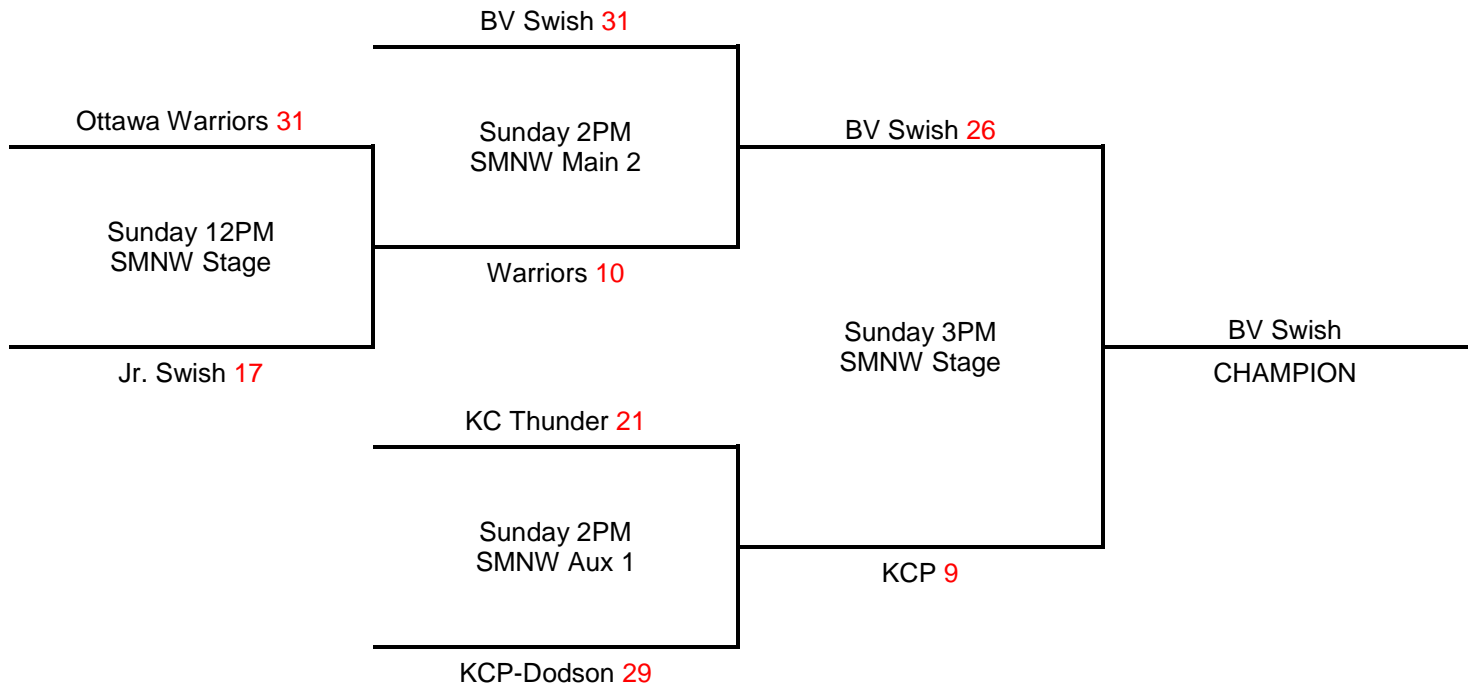 BV Swish 31
Ottawa Warriors 31
Sunday 2PM
SMNW Main 2
BV Swish 26
Sunday 12PM
SMNW Stage
Warriors 10
Sunday 3PM
SMNW Stage
BV Swish
CHAMPION
Jr. Swish 17
KC Thunder 21
Sunday 2PM
SMNW Aux 1
KCP 9
KCP-Dodson 29